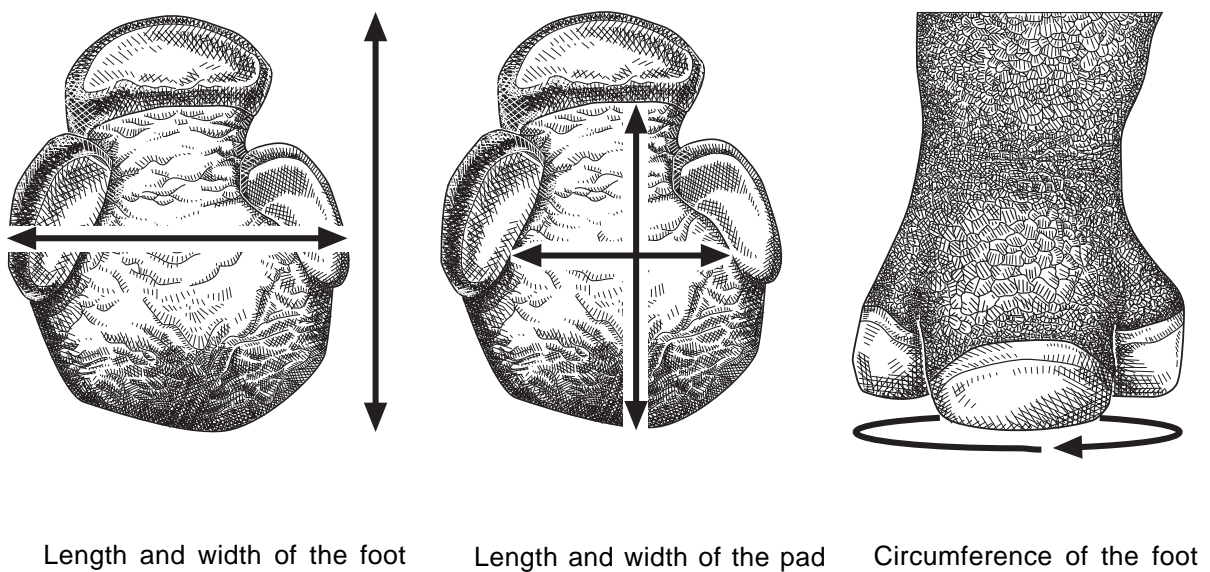 Length and width of the foot
Length and width of the pad
Circumference of the foot